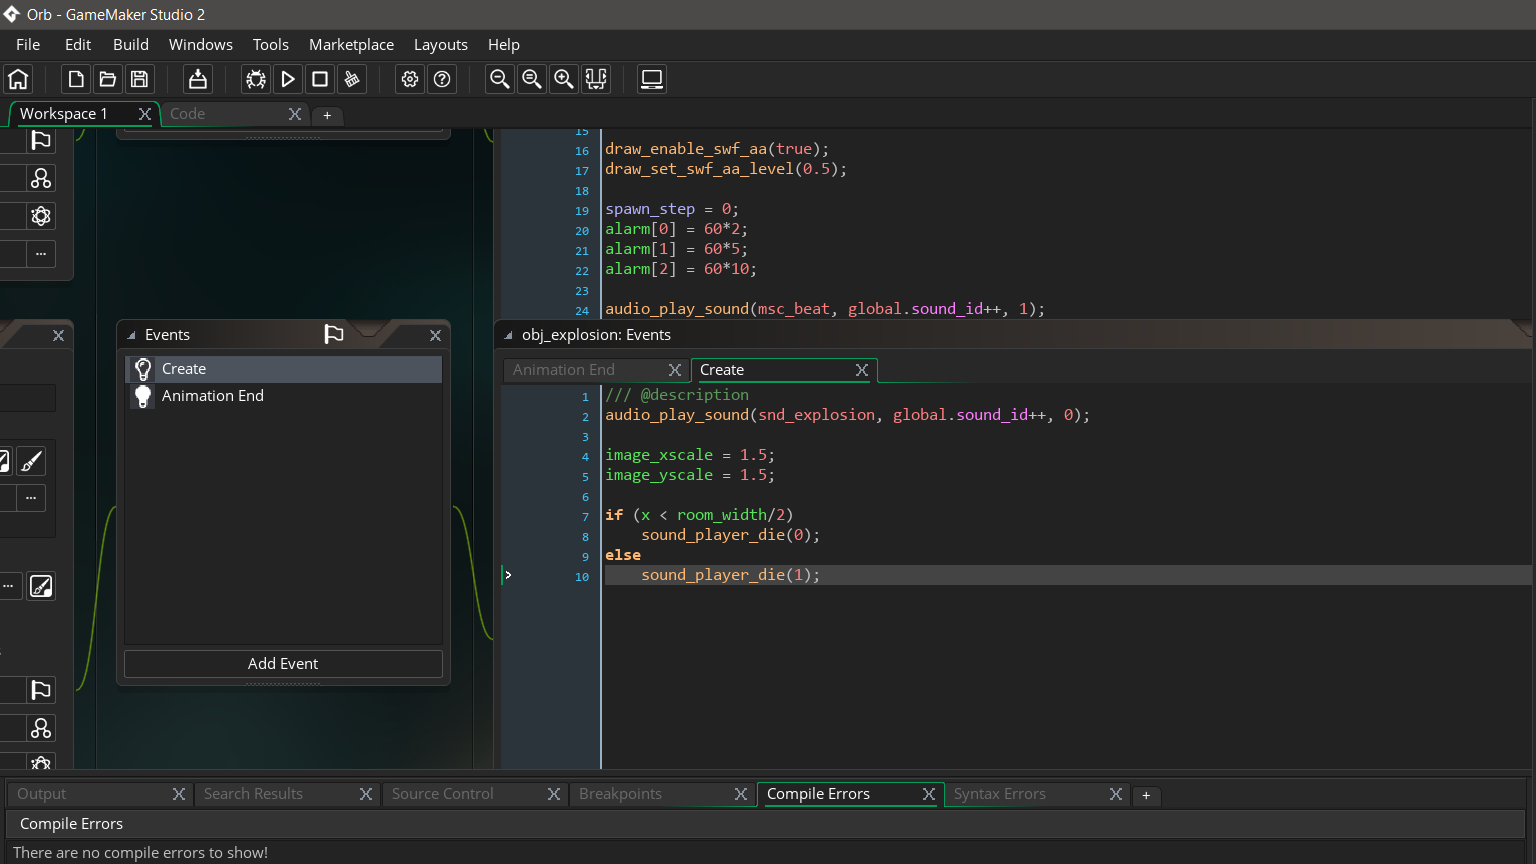 Orb - GameMaker Studio 2
File Edit Build Windows Tools Marketplace Layouts Help
Workspace 1 Code +
15
16 draw_enable_swf_aa(true);
17 draw_set_swf_aa_level(0.5);
18
19 spawn_step = 0;
20 alarm[0] = 60*2;
21 alarm[1] = 60*5;
22 alarm[2] = 60*10;
23
24 audio_play_sound(msc_beat, global.sound_id++, 1);
Events
Create
Animation End
Add Event
obj_explosion: Events
Animation End Create
1 /// @description
2 audio_play_sound(snd_explosion, global.sound_id++, 0);
3
4 image_xscale = 1.5;
5 image_yscale = 1.5;
6
7 if (x < room_width/2)
8 sound_player_die(0);
9 else
10 sound_player_die(1);
Output Search Results Source Control Breakpoints Compile Errors Syntax Errors +
Compile Errors
There are no compile errors to show!